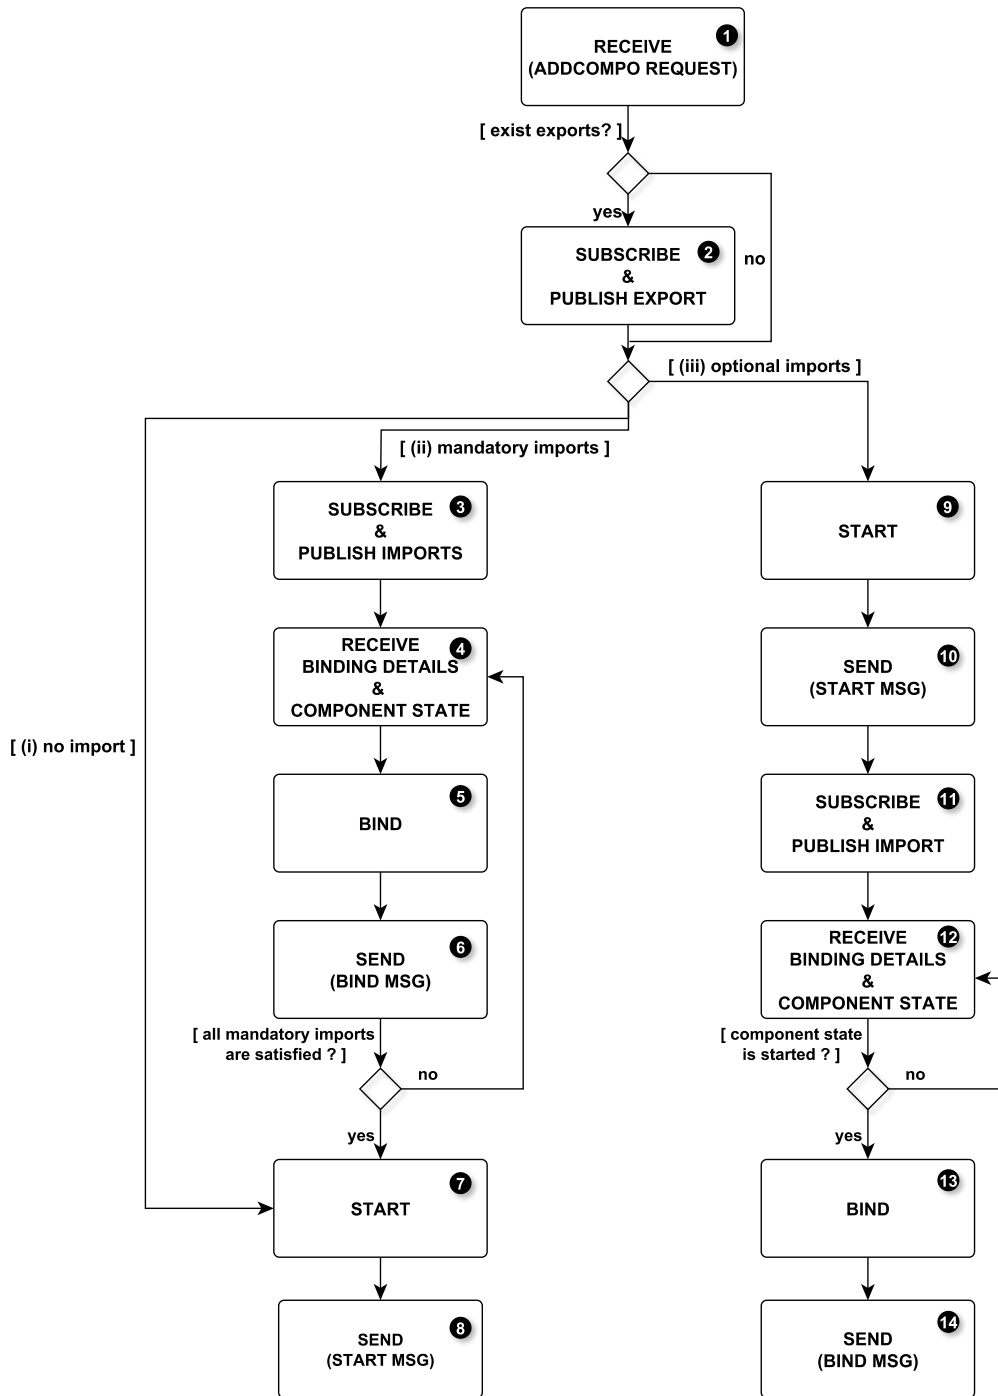 1
RECEIVE
(ADDCOMPO REQUEST)
[ exist exports? ]
yes
no
2
SUBSCRIBE
&
PUBLISH EXPORT
[ (iii) optional imports ]
[ (ii) mandatory imports ]
[ (i) no import ]
3
SUBSCRIBE
&
PUBLISH IMPORTS
4
RECEIVE
BINDING DETAILS
&
COMPONENT STATE
5
BIND
6
SEND
(BIND MSG)
[ all mandatory imports
are satisfied ? ]
no
yes
7
START
8
SEND
(START MSG)
9
START
10
SEND
(START MSG)
11
SUBSCRIBE
&
PUBLISH IMPORT
12
RECEIVE
BINDING DETAILS
&
COMPONENT STATE
[ component state
is started ? ]
no
yes
13
BIND
14
SEND
(BIND MSG)